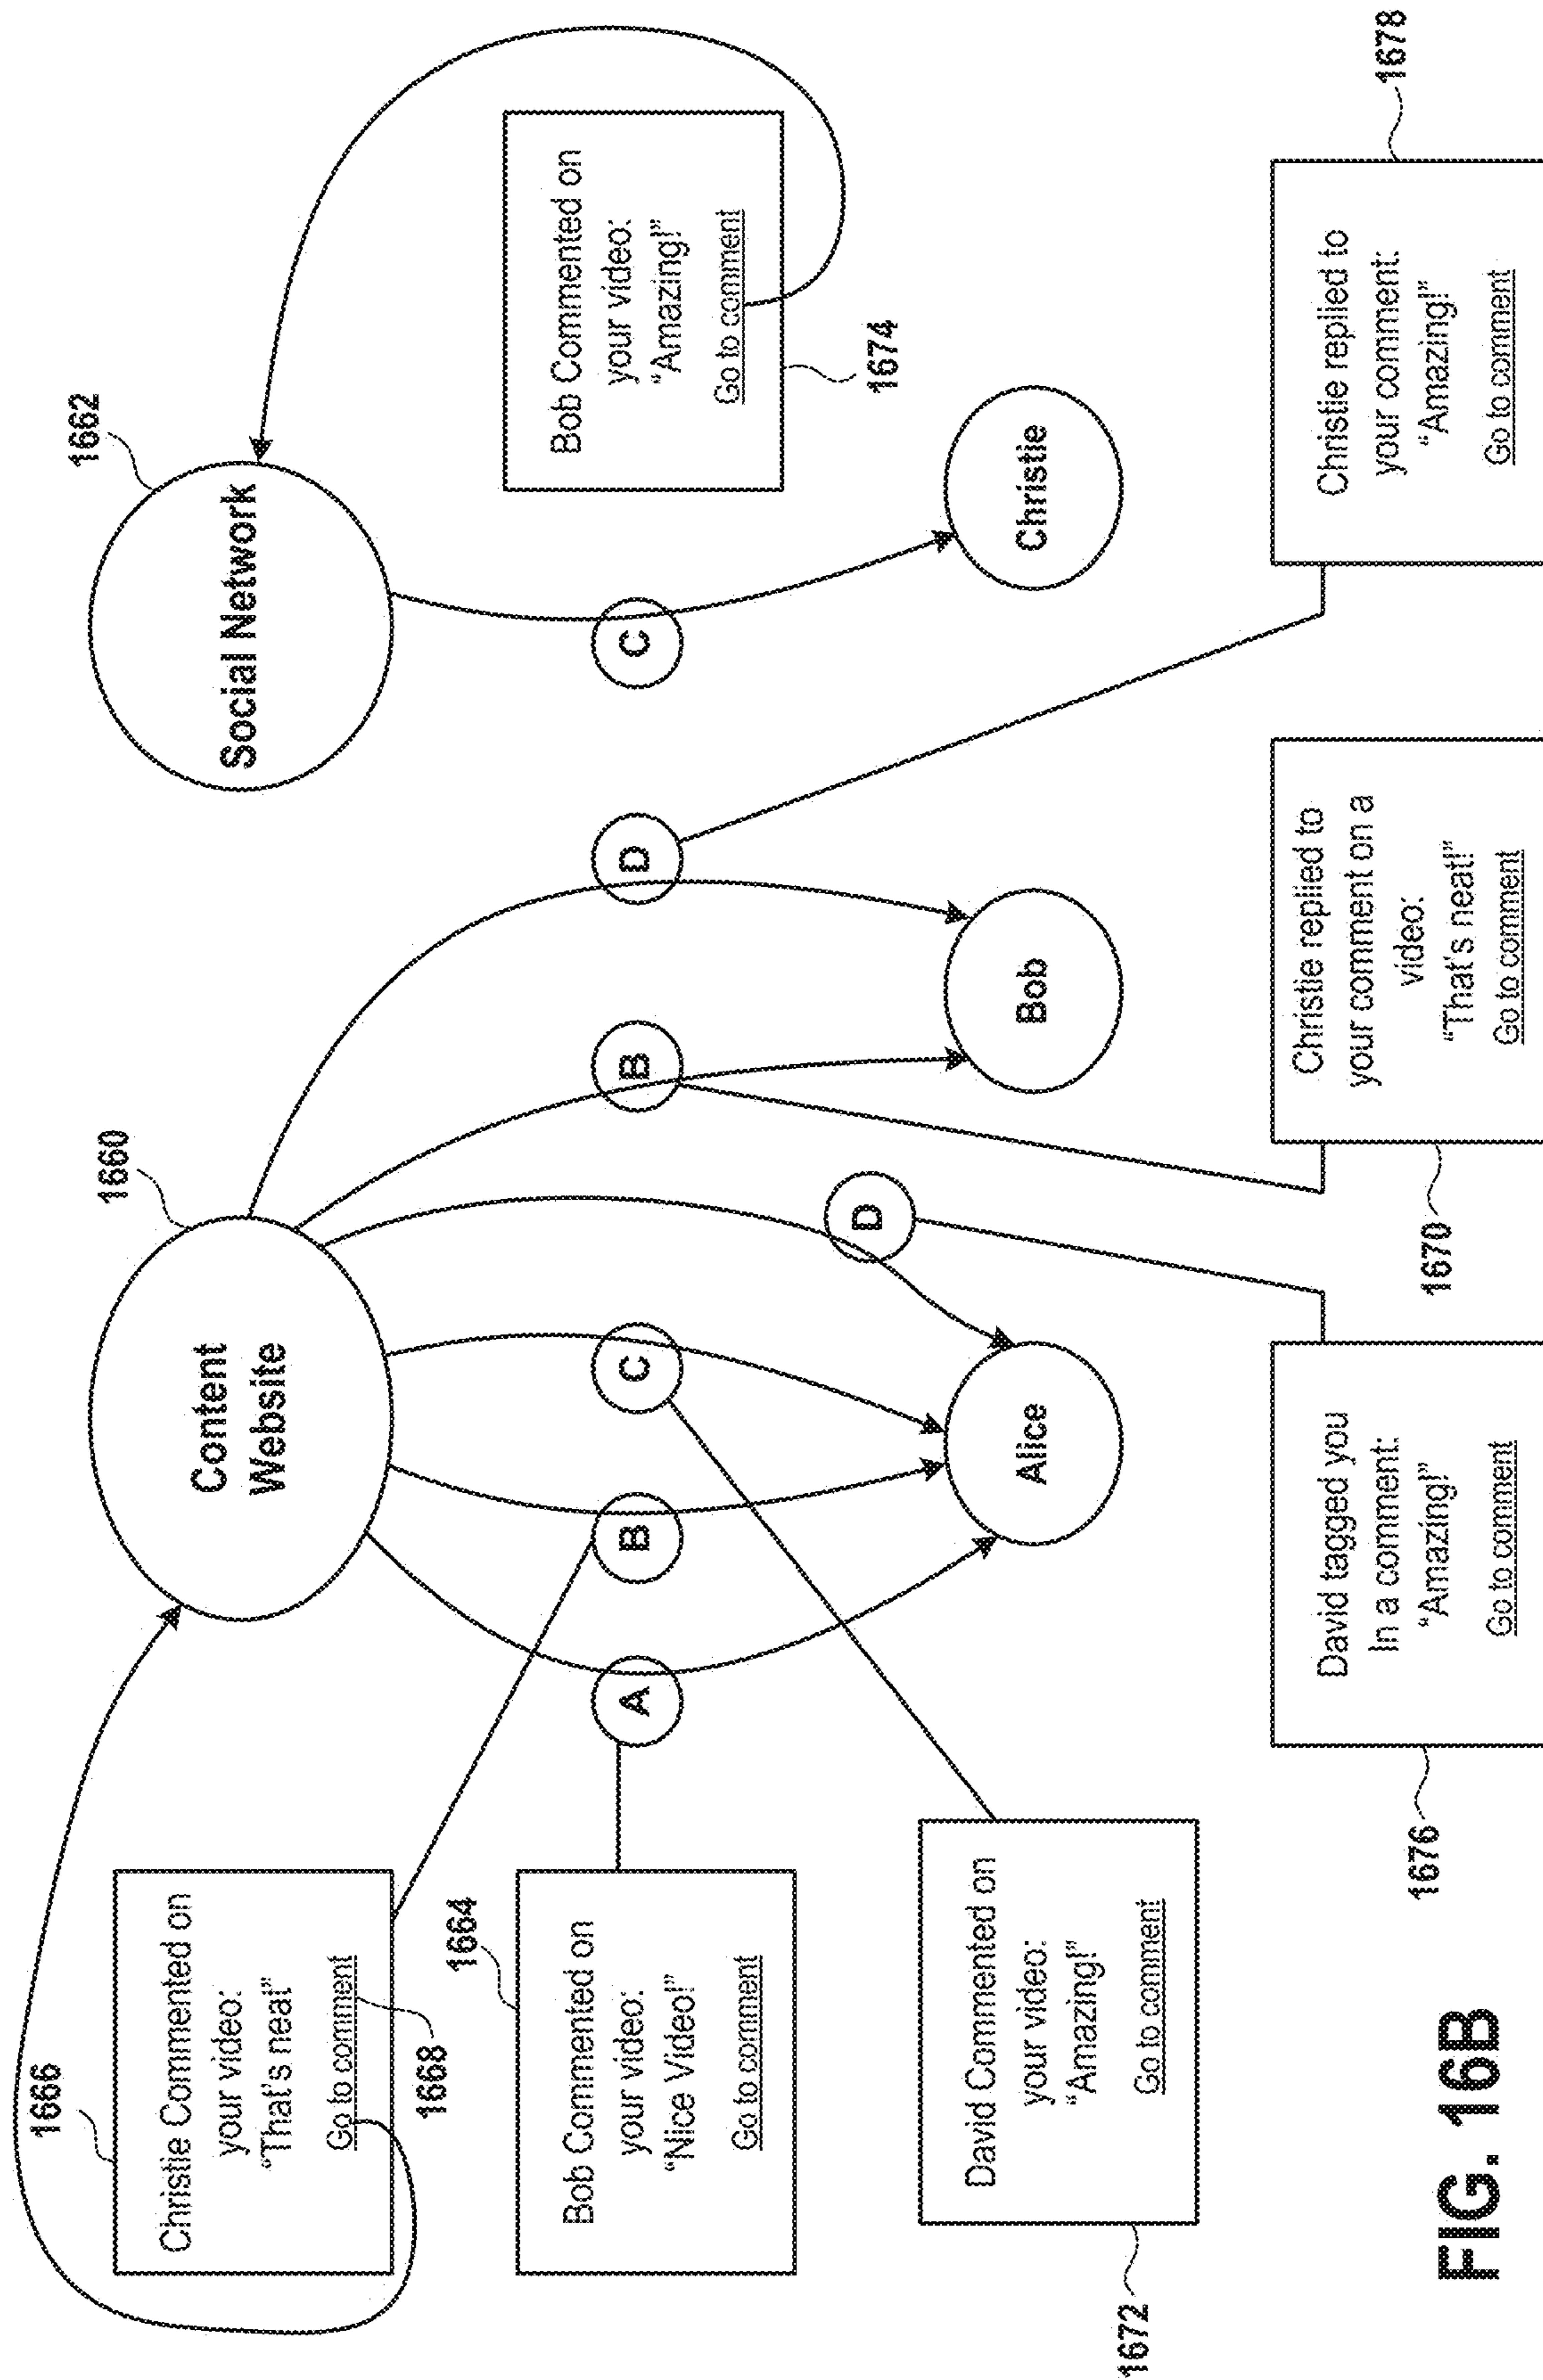 1666
Christie Commented on
your video:
"That's neat"
Go to comment
1668
1664
Bob Commented on
your video:
"Nice Video!"
Go to comment
1672
David Commented on
your video:
"Amazing!"
Go to comment
1660
Content
Website
1662
Social Network
A
B
C
D
B
D
C
Alice
Bob
Christie
Bob Commented on
your video:
"Amazing!"
Go to comment
1674
1676
David tagged you
In a comment:
"Amazing!"
Go to comment
1670
Christie replied to
your comment on a
video:
"That's neat!"
Go to comment
1678
Christie replied to
your comment:
"Amazing!"
Go to comment
FIG. 16B